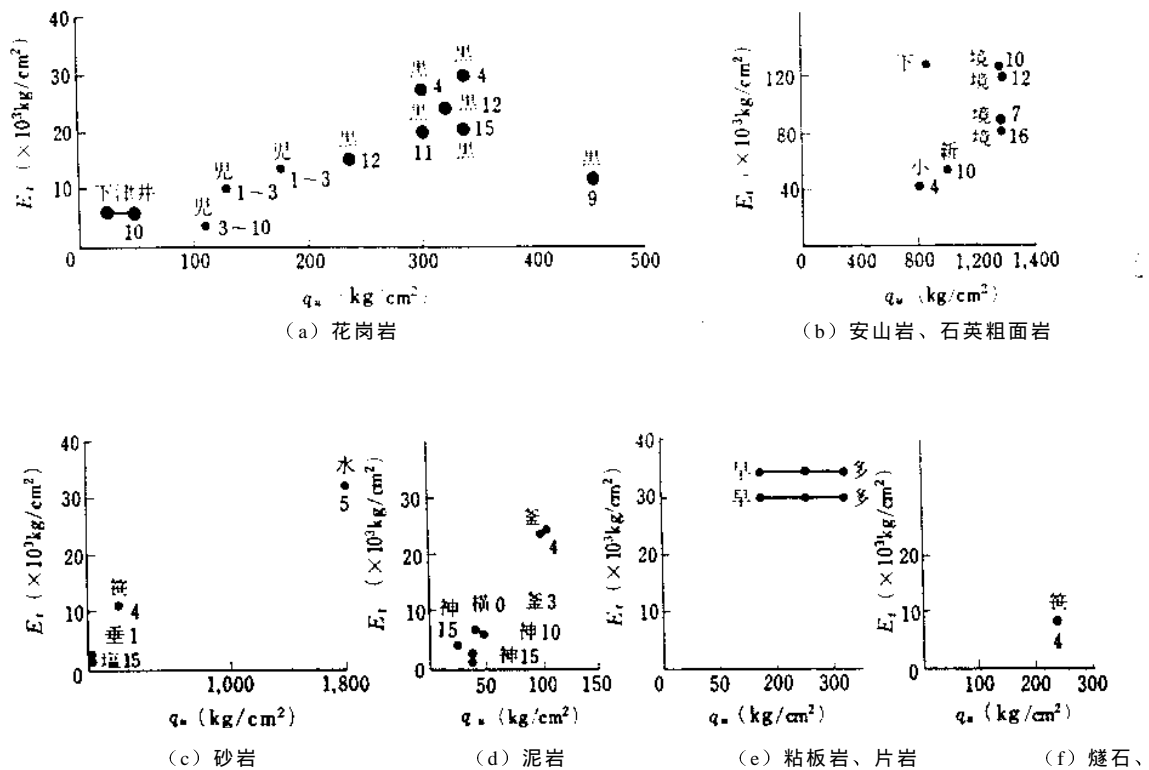 E_t (×10³kg/cm²)
40
30
20
10
0
下津井
10
児
3～10
児
1～3
児
1～3
黒
12
黒
4
黒
11
黒
4
黒 12
15
黒
黒
9
100
200
300
400
500
q_u kg cm²
(a) 花岗岩
E_t ×10³kg/cm²)
120
80
40
0
下
境 10
境 12
境 7
境 16
新
10
小
4
400
800
1,200
1,400
q_u (kg/cm²)
(b) 安山岩、石英粗面岩
E_t (×10³kg/cm²)
40
30
20
10
0
水
5
笹
4
垂1
塩15
1,000
1,800
q_u (kg/cm²)
(c) 砂岩
E_t (×10³kg/cm²)
40
30
20
10
0
釜
4
神
15
横0
釜3
神10
神15
50
100
150
q_u (kg/cm²)
(d) 泥岩
E_t (×10³kg/cm²)
40
30
20
10
0
早
多
早
多
50
200
300
q_u (kg/cm²)
(e) 粘板岩、片岩
E_t (×10³kg/cm²)
20
10
0
笹
4
100
200
300
q_u (kg/cm²)
(f) 燧石、